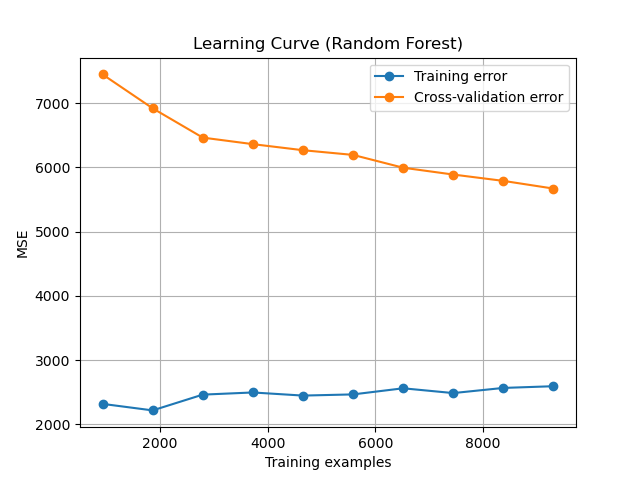 Learning Curve (Random Forest)
Training error
Cross-validation error
7000
6000
5000
4000
3000
2000
MSE
2000 4000 6000 8000
Training examples